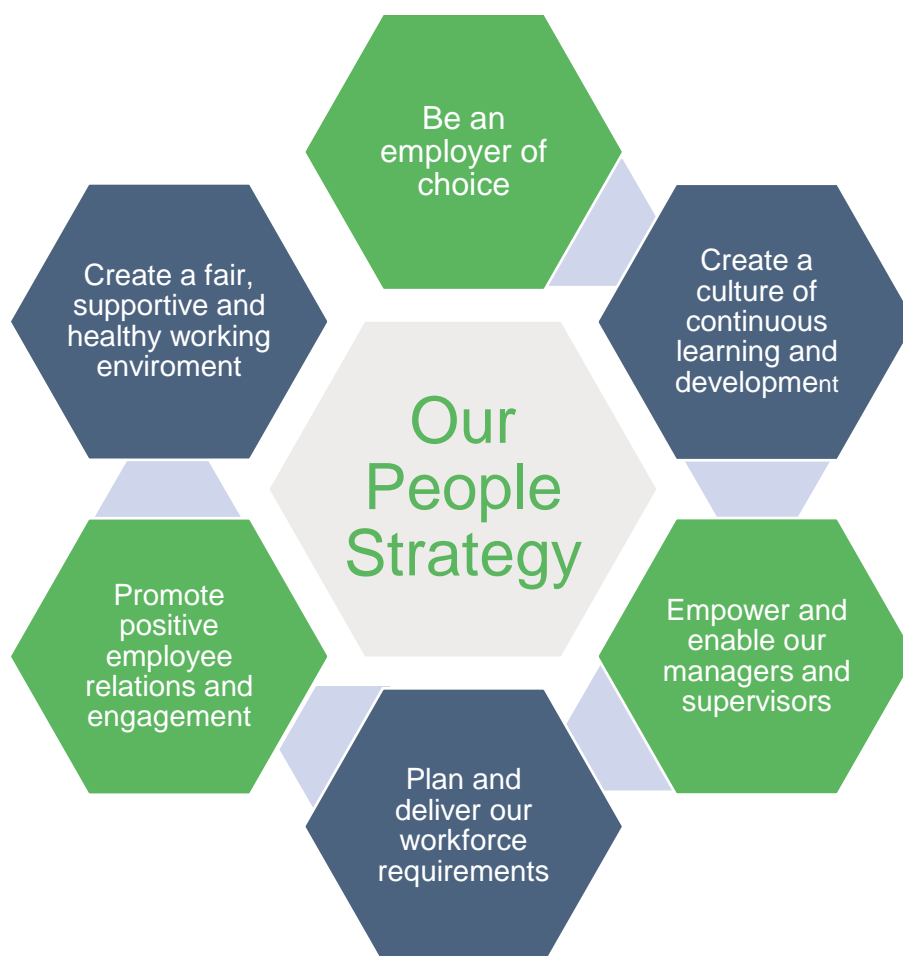 Be an
employer of
choice
Create a
culture of
continuous
learning and
development
Empower and
enable our
managers and
supervisors
Plan and
deliver our
workforce
requirements
Promote
positive
employee
relations and
engagement
Create a fair,
supportive and
healthy working
enviroment
Our
People
Strategy